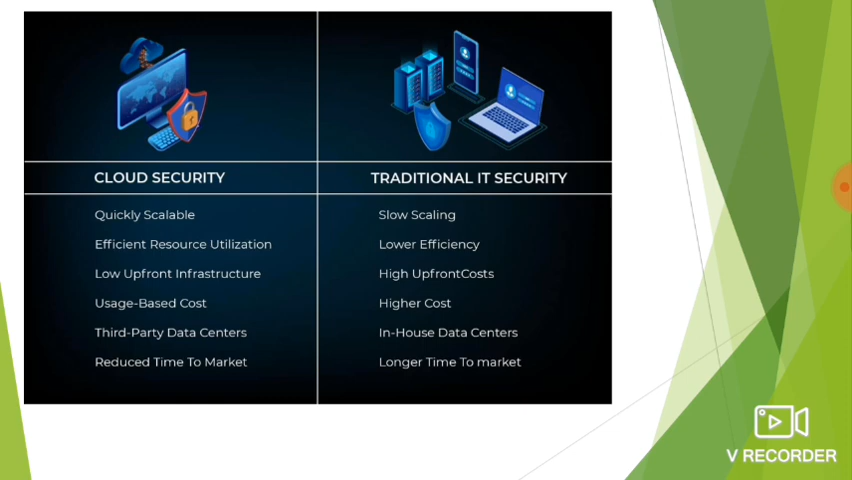 CLOUD SECURITY
TRADITIONAL IT SECURITY
Quickly Scalable
Slow Scaling
Efficient Resource Utilization
Lower Efficiency
Low Upfront Infrastructure
High UpfrontCosts
Usage-Based Cost
Higher Cost
Third-Party Data Centers
In-House Data Centers
Reduced Time To Market
Longer Time To market
V RECORDER